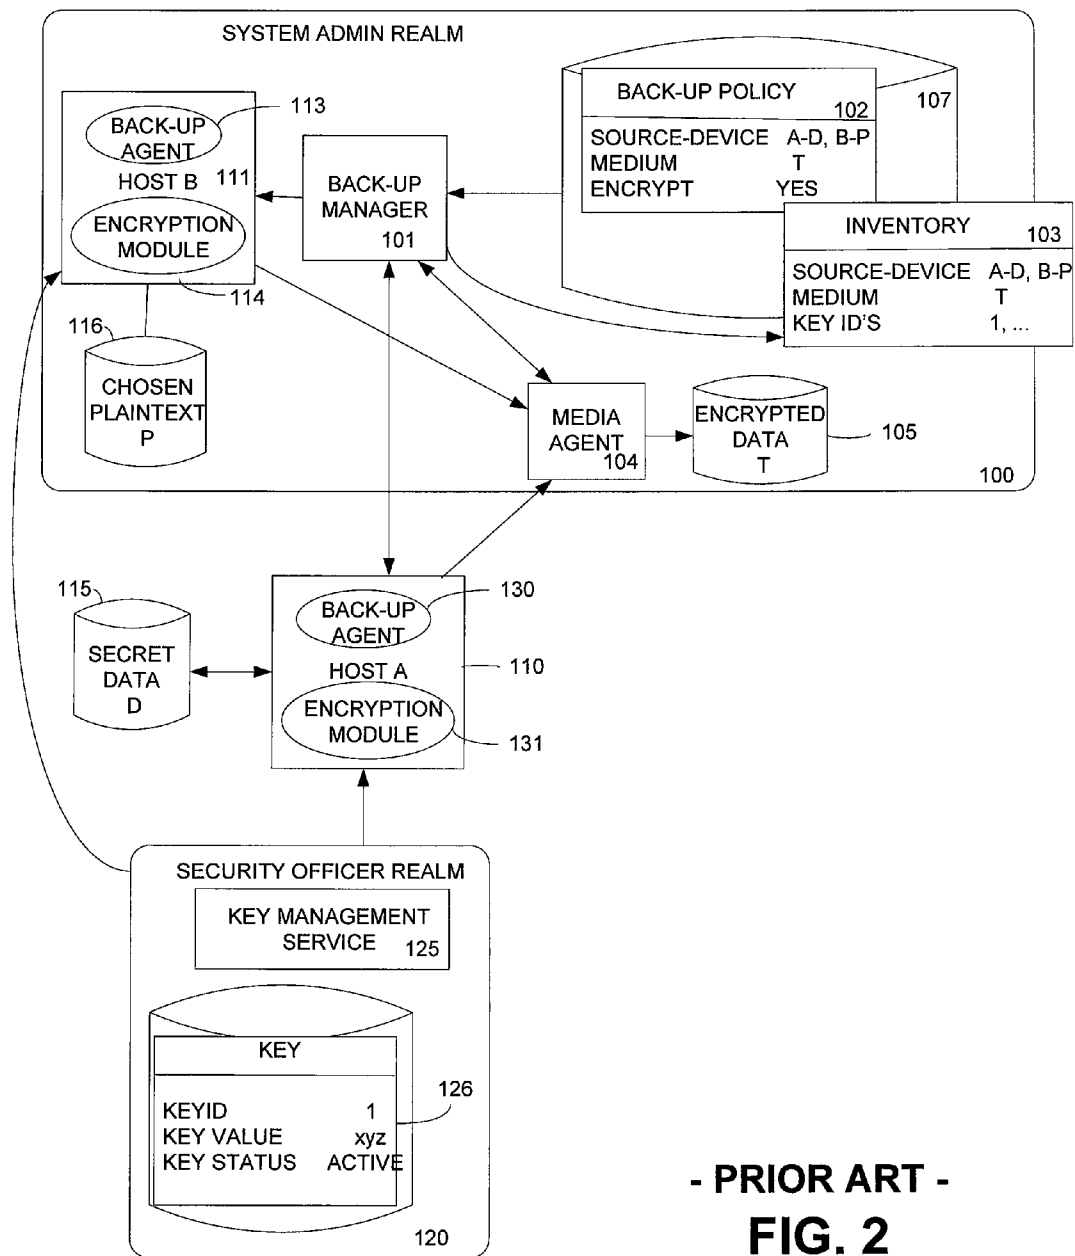 SYSTEM ADMIN REALM
113
BACK-UP
AGENT
HOST B
111
ENCRYPTION
MODULE
114
BACK-UP
MANAGER
101
BACK-UP POLICY
102
107
SOURCE-DEVICE A-D, B-P
MEDIUM T
ENCRYPT YES
INVENTORY
103
SOURCE-DEVICE A-D, B-P
MEDIUM T
KEY ID'S 1, ...
116
CHOSEN
PLAINTEXT
P
MEDIA
AGENT
104
ENCRYPTED
DATA
T
105
100
115
SECRET
DATA
D
130
BACK-UP
AGENT
HOST A
110
ENCRYPTION
MODULE
131
SECURITY OFFICER REALM
KEY MANAGEMENT
SERVICE
125
KEY
126
KEYID 1
KEY VALUE xyz
KEY STATUS ACTIVE
120
- PRIOR ART -
FIG. 2